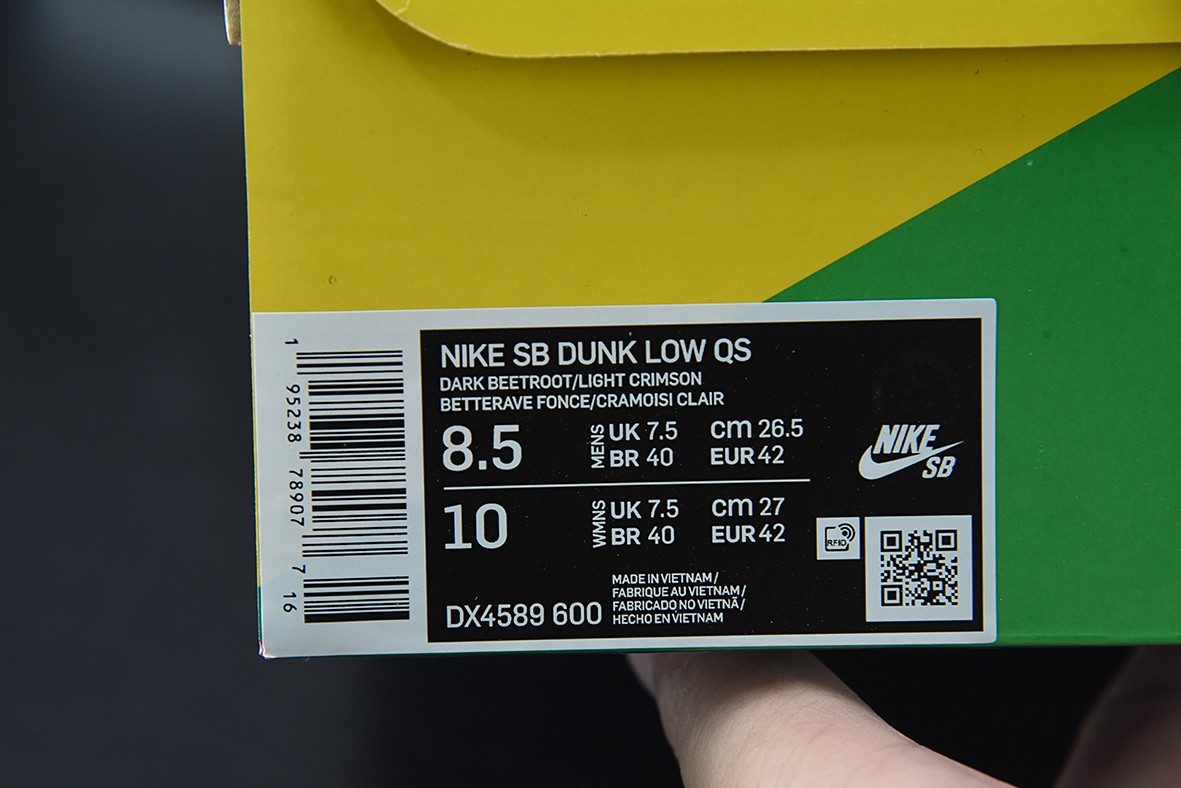 1 95238 78907 7 16
NIKE SB DUNK LOW QS
DARK BEETROOT/LIGHT CRIMSON
BETTERAVE FONCE/CRAMOISI CLAIR
8.5 MENS UK 7.5 cm 26.5
BR 40 EUR 42
10 WMNS UK 7.5 cm 27
BR 40 EUR 42
NIKE
SB
RFID
DX4589 600
MADE IN VIETNAM /
FABRIQUE AU VIETNAM/
FABRICADO NO VIETNÃ/
HECHO EN VIETNAM